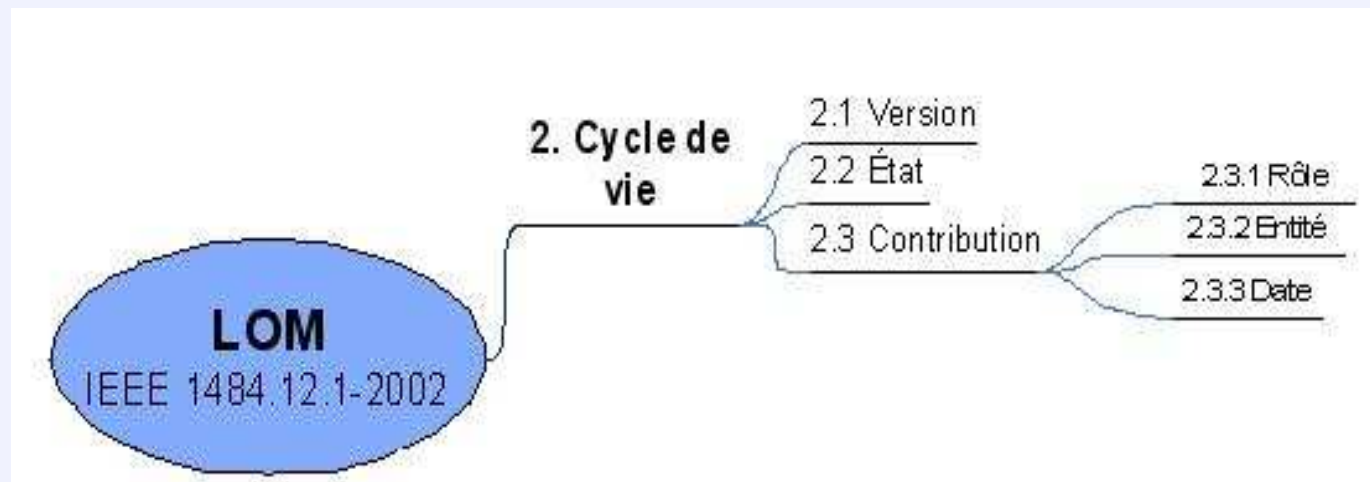 LOM
IEEE 1484.12.1-2002
2. Cycle de
vie
2.1 Version
2.2 État
2.3 Contribution
2.3.1 Rôle
2.3.2 Entité
2.3.3 Date